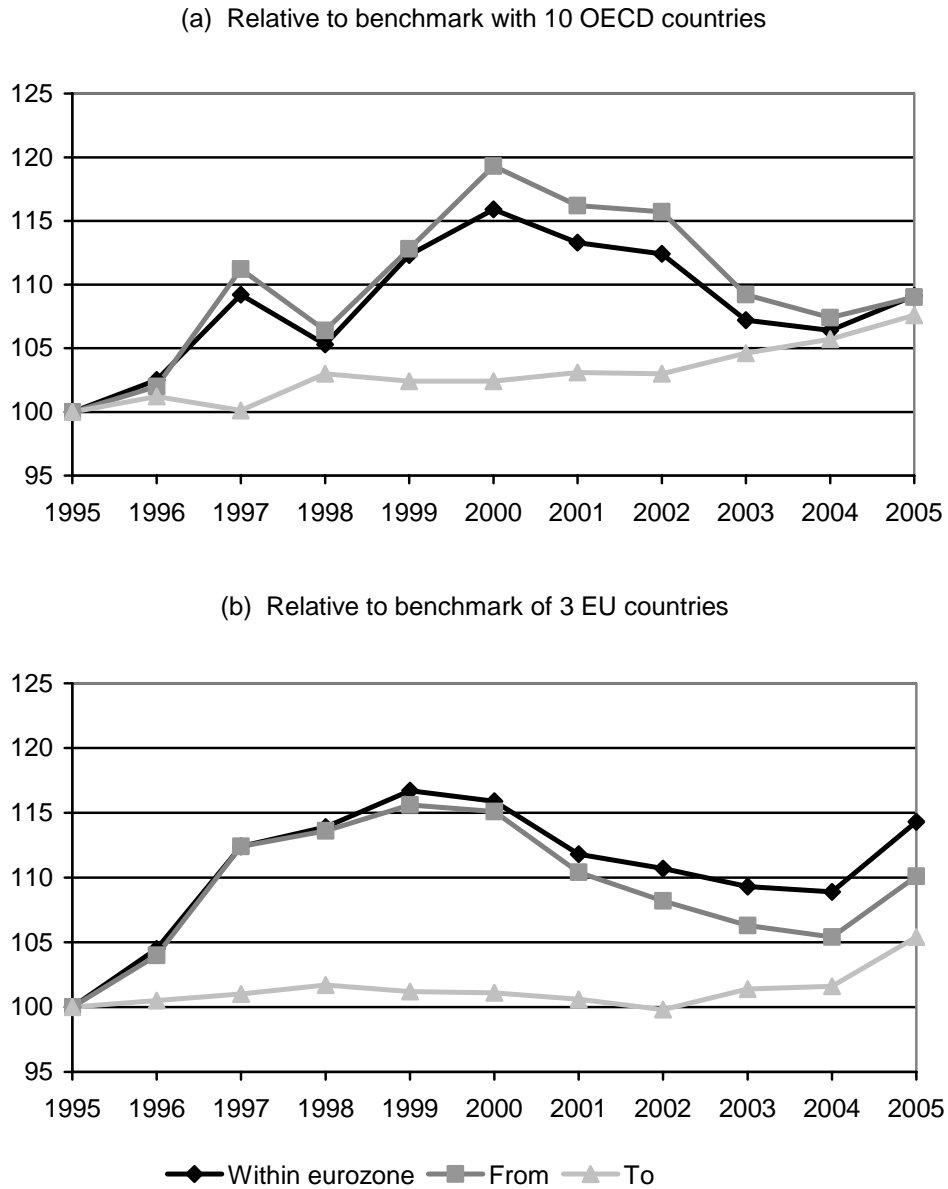 (a) Relative to benchmark with 10 OECD countries
125
120
115
110
105
100
95
1995 1996 1997 1998 1999 2000 2001 2002 2003 2004 2005
(b) Relative to benchmark of 3 EU countries
125
120
115
110
105
100
95
1995 1996 1997 1998 1999 2000 2001 2002 2003 2004 2005
Within eurozone From To